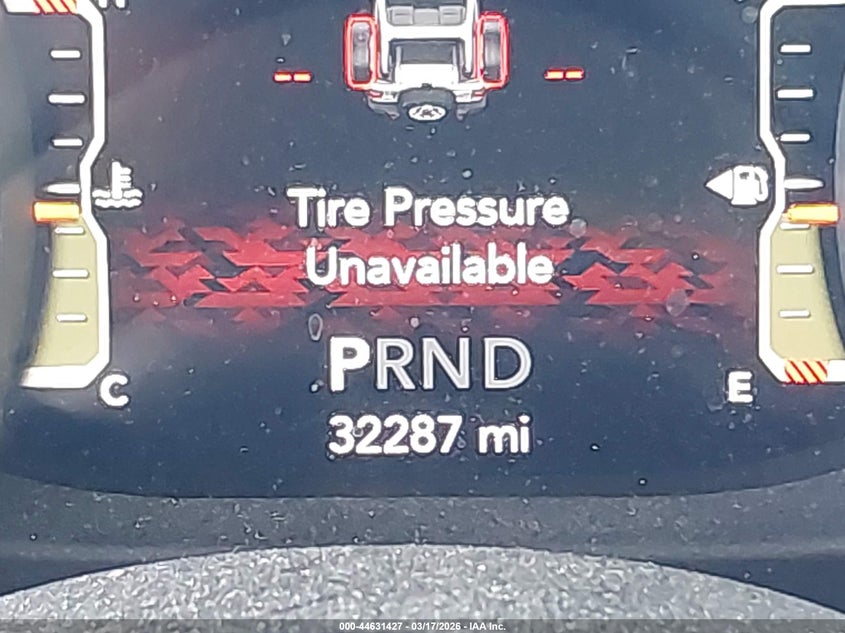 -- --
Tire Pressure
Unavailable
PRND
C E
32287 mi
000-44631427 - 03/17/2026 - IAA Inc.